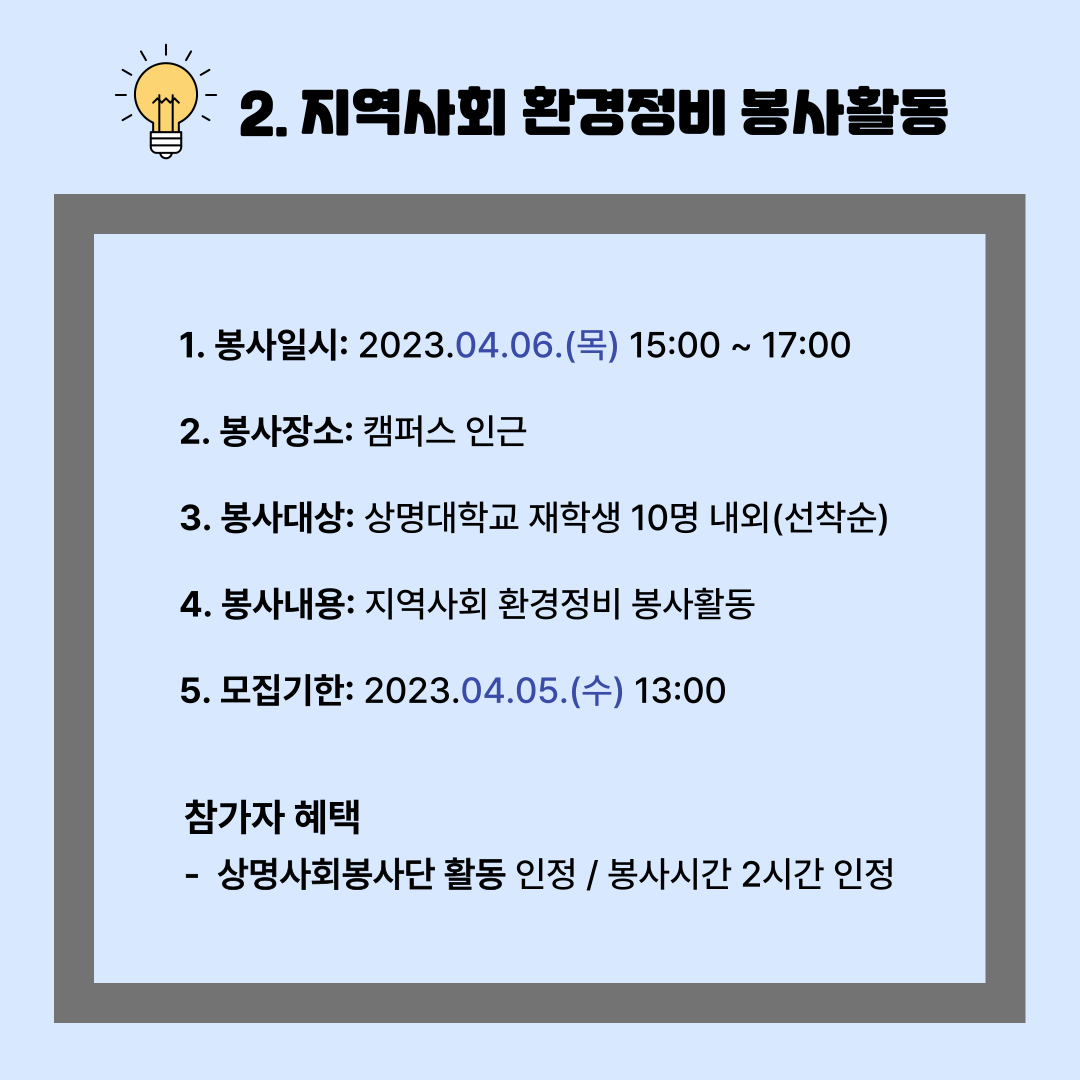 2. 지역사회 환경정비 봉사활동
1. 봉사일시: 2023.04.06.(목) 15:00 ~ 17:00
2. 봉사장소: 캠퍼스 인근
3. 봉사대상: 상명대학교 재학생 10명 내외(선착순)
4. 봉사내용: 지역사회 환경정비 봉사활동
5. 모집기한: 2023.04.05.(수) 13:00
참가자 혜택
- 상명사회봉사단 활동 인정 / 봉사시간 2시간 인정